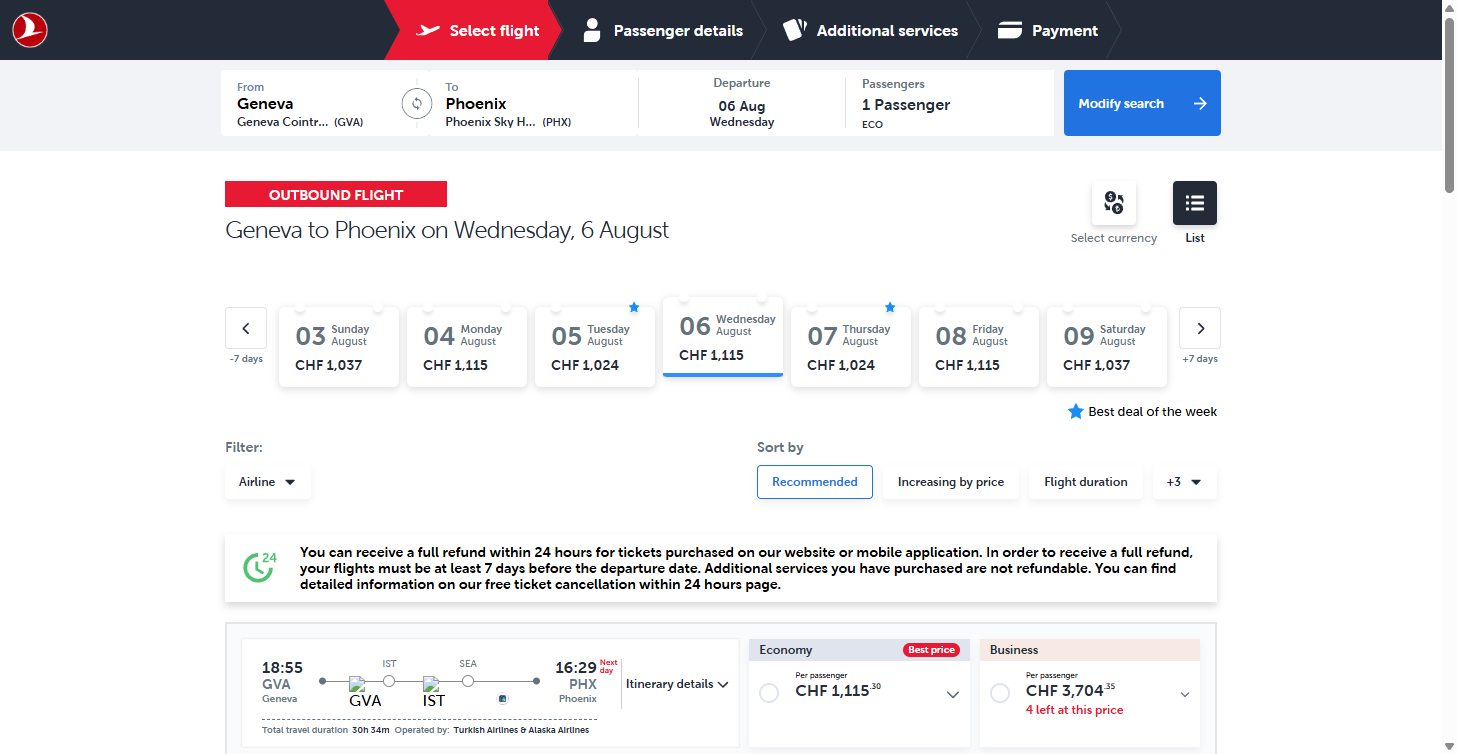 Select flight
Passenger details
Additional services
Payment
From
Geneva
Geneva Cointr... (GVA)
To
Phoenix
Phoenix Sky H... (PHX)
Departure
06 Aug
Wednesday
Passengers
1 Passenger
ECO
Modify search
OUTBOUND FLIGHT
Geneva to Phoenix on Wednesday, 6 August
Select currency
List
-7 days
03 Sunday August
CHF 1,037
04 Monday August
CHF 1,115
05 Tuesday August
CHF 1,024
06 Wednesday August
CHF 1,115
07 Thursday August
CHF 1,024
08 Friday August
CHF 1,115
09 Saturday August
CHF 1,037
+7 days
Best deal of the week
Filter:
Airline
Sort by
Recommended
Increasing by price
Flight duration
+3
24
You can receive a full refund within 24 hours for tickets purchased on our website or mobile application. In order to receive a full refund,
your flights must be at least 7 days before the departure date. Additional services you have purchased are not refundable. You can find
detailed information on our free ticket cancellation within 24 hours page.
18:55
GVA
Geneva
IST
SEA
GVA
IST
16:29 Next day
PHX
Phoenix
Itinerary details
Total travel duration 30h 34m Operated by: Turkish Airlines & Alaska Airlines
Economy
Best price
Per passenger
CHF 1,115.30
Business
Per passenger
CHF 3,704.35
4 left at this price